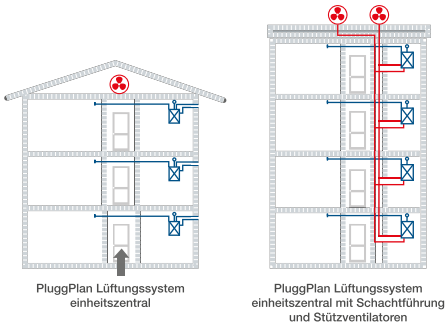 PluggPlan Lüftungssystem
einheitszentral
PluggPlan Lüftungssystem
einheitszentral mit Schachtführung
und Stützventilatoren